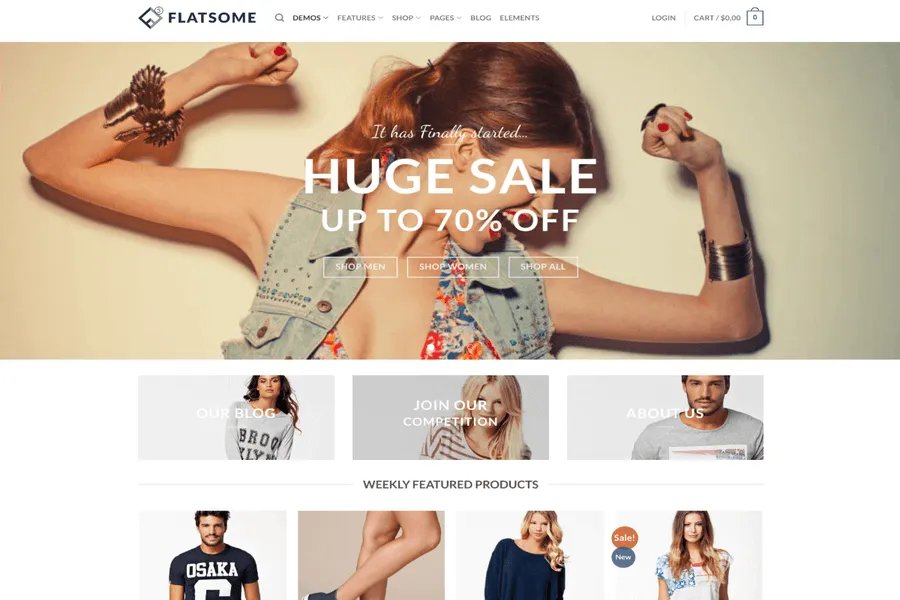 FLATSOME
DEMOS FEATURES SHOP PAGES BLOG ELEMENTS
LOGIN CART / $0,00 0
It has Finally started...
HUGE SALE
UP TO 70% OFF
SHOP MEN SHOP WOMEN SHOP ALL
OUR BLOG
JOIN OUR
COMPETITION
ABOUT US
BROO
KLYN
WEEKLY FEATURED PRODUCTS
OSAKA
Sale!
New